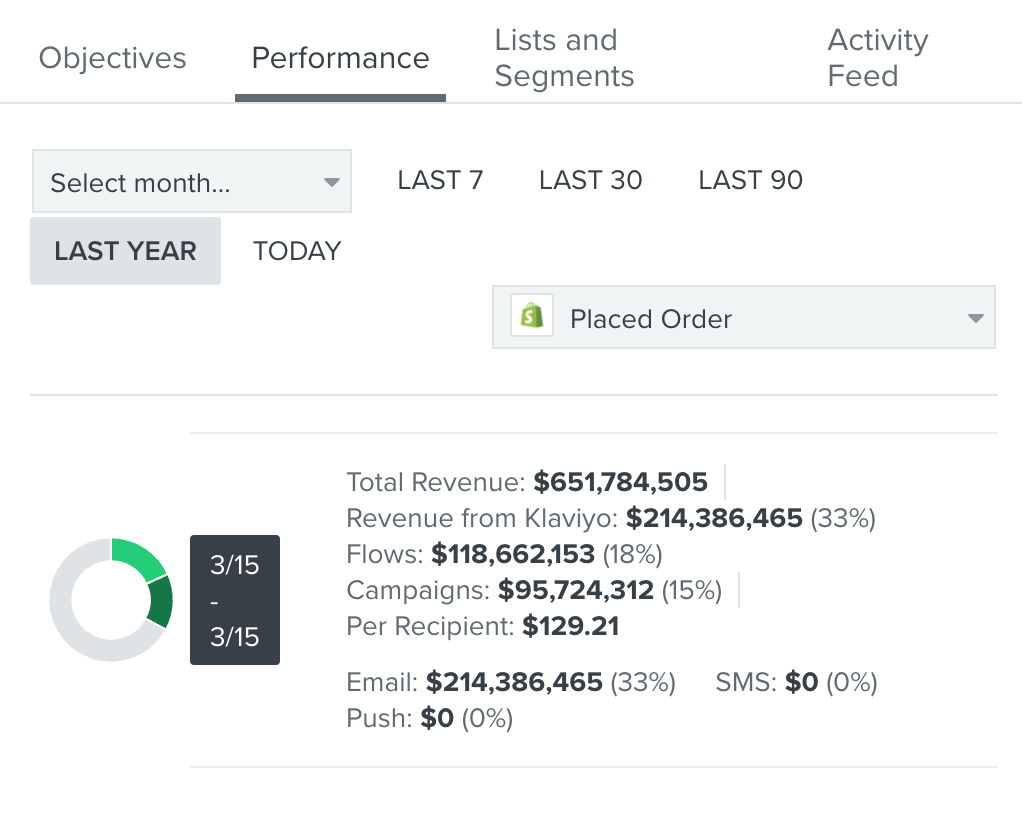 Objectives
Performance
Lists and
Segments
Activity
Feed
Select month...
LAST 7
LAST 30
LAST 90
LAST YEAR
TODAY
Placed Order
3/15
-
3/15
Total Revenue: $651,784,505
Revenue from Klaviyo: $214,386,465 (33%)
Flows: $118,662,153 (18%)
Campaigns: $95,724,312 (15%)
Per Recipient: $129.21
Email: $214,386,465 (33%) SMS: $0 (0%)
Push: $0 (0%)